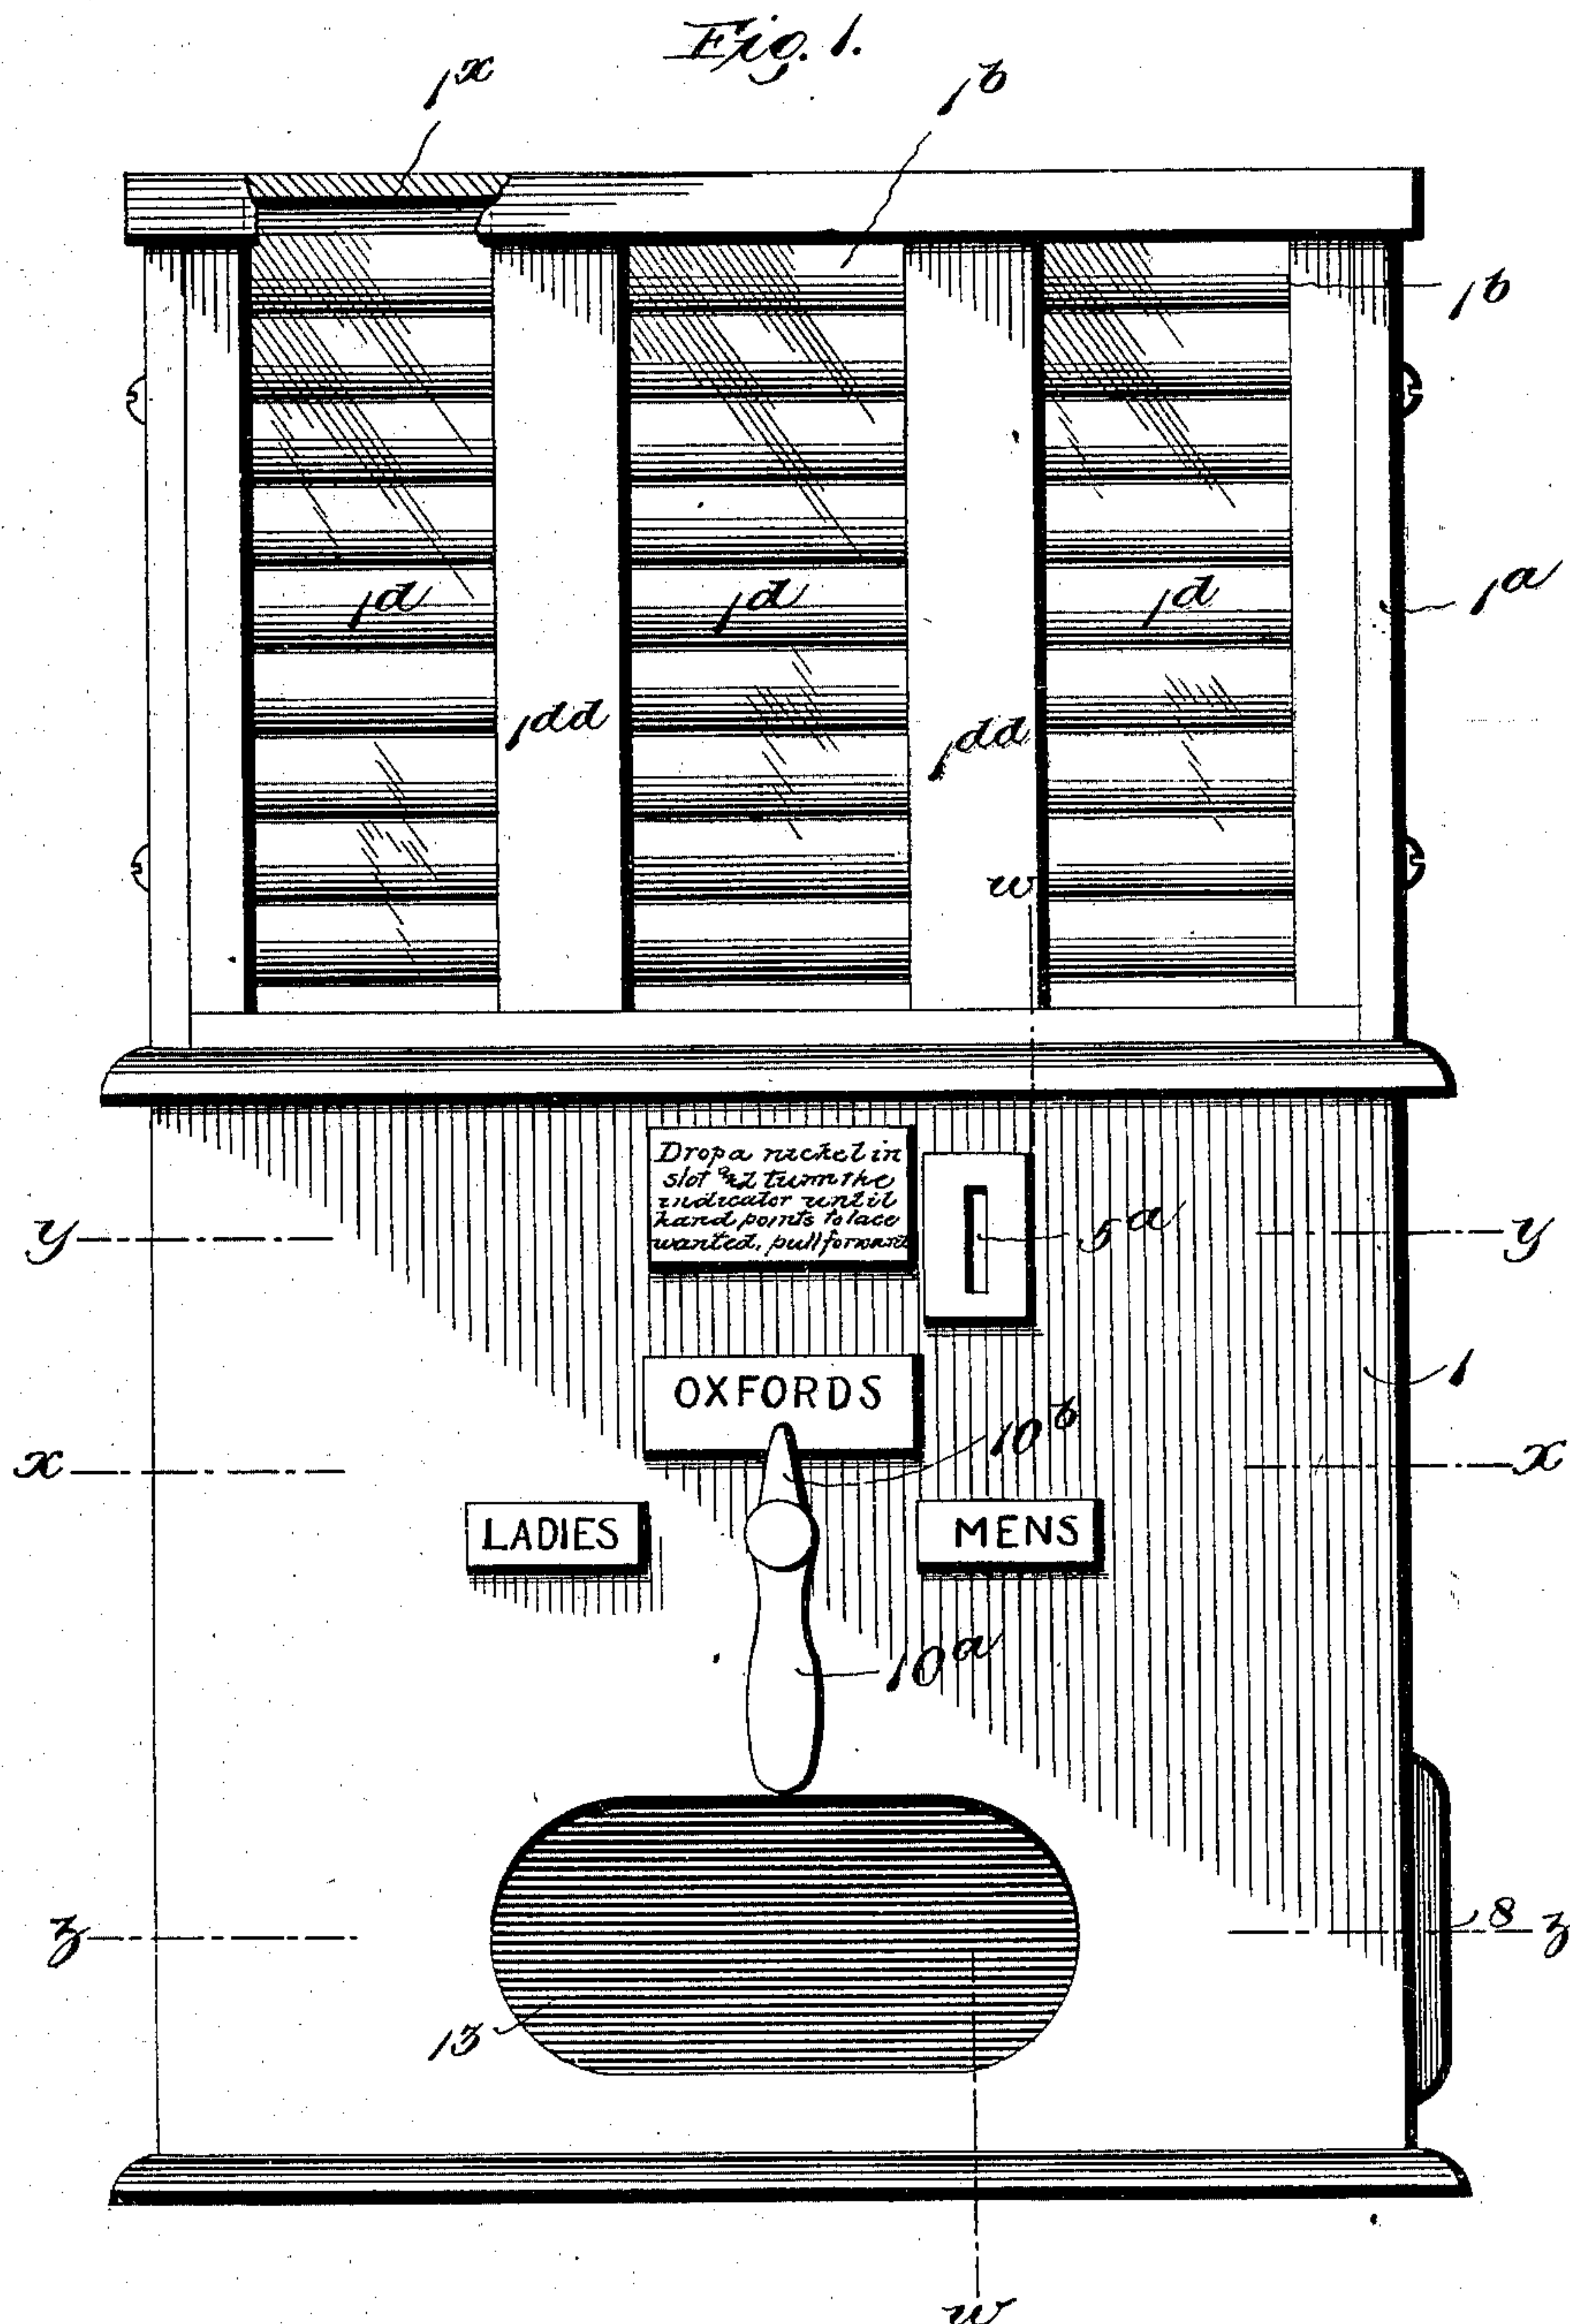 Fig. 1.
1x
1b
1b
1a
1d 1d 1d
1dd
1dd
w
Drop a nickel in
slot and turn the
indicator until
hand points to lace
wanted, pull forward
5a
y y
1
OXFORDS
10b
x x
LADIES
MENS
10a
8
z z
13
w